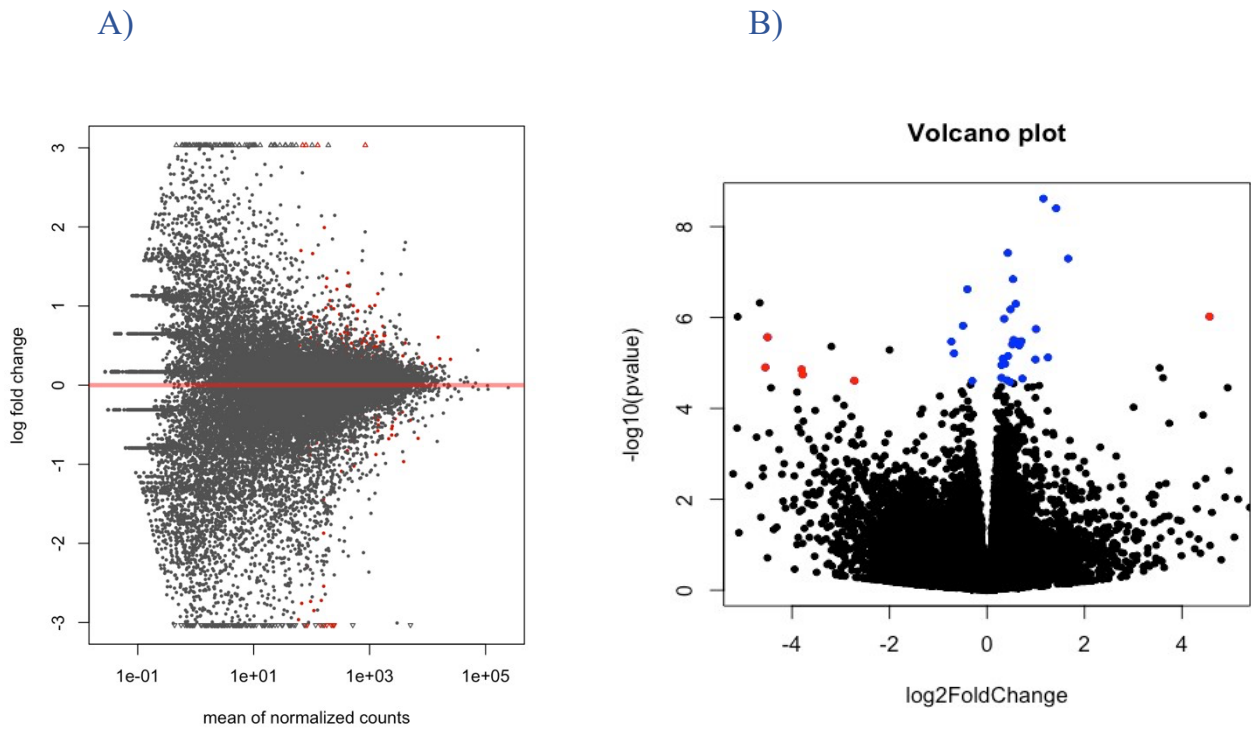 A)
B)
3
2
1
0
-1
-2
-3
log fold change
1e-01 1e+01 1e+03 1e+05
mean of normalized counts
Volcano plot
8
6
4
2
0
-log10(pvalue)
-4 -2 0 2 4
log2FoldChange